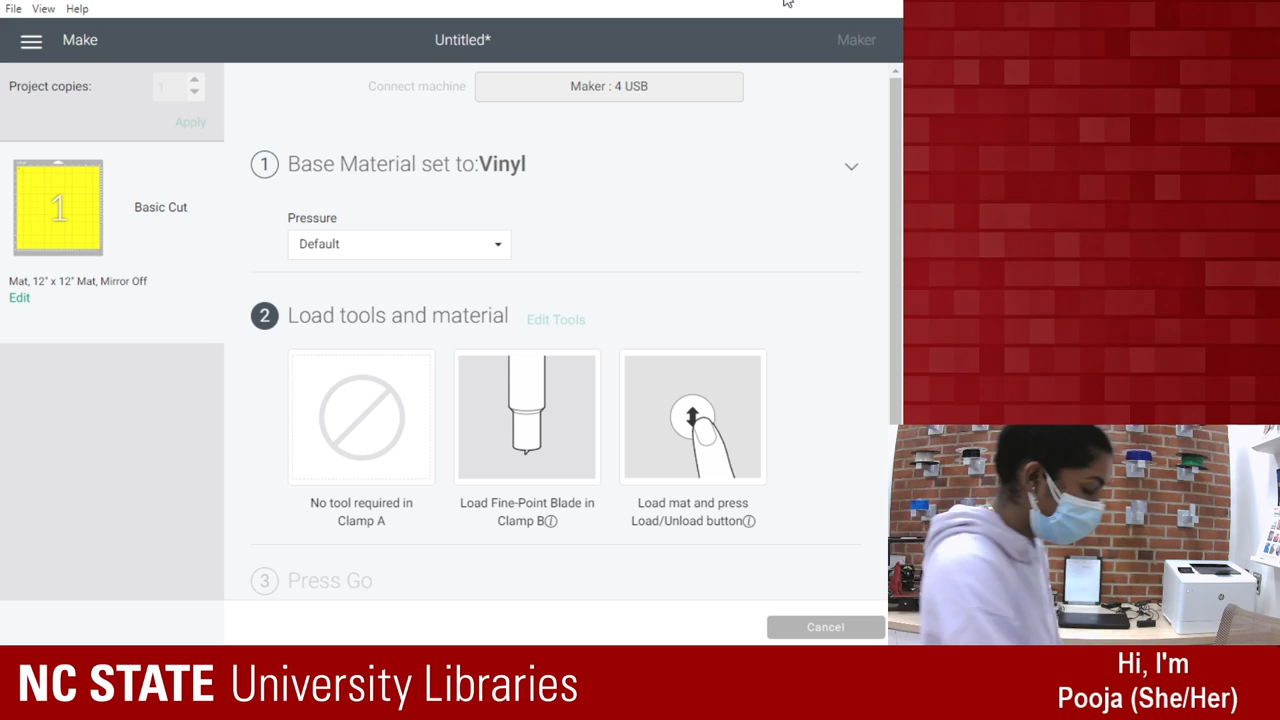 File View Help
Make
Untitled*
Maker
Project copies:
1
Apply
Connect machine
Maker : 4 USB
1
Base Material set to:Vinyl
1
Basic Cut
Mat, 12" x 12" Mat, Mirror Off
Edit
Pressure
Default
2
Load tools and material
Edit Tools
No tool required in
Clamp A
Load Fine-Point Blade in
Clamp B
Load mat and press
Load/Unload button
3
Press Go
Cancel
NC STATE University Libraries
Hi, I'm
Pooja (She/Her)